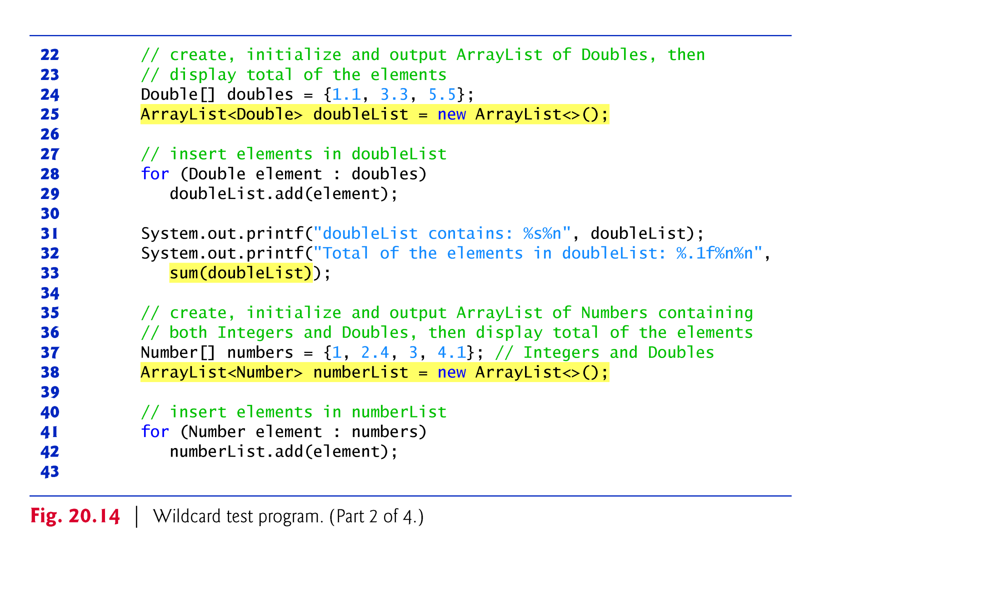 22 // create, initialize and output ArrayList of Doubles, then
23 // display total of the elements
24 Double[] doubles = {1.1, 3.3, 5.5};
25 ArrayList<Double> doubleList = new ArrayList<>();
26
27 // insert elements in doubleList
28 for (Double element : doubles)
29    doubleList.add(element);
30
31 System.out.printf("doubleList contains: %s%n", doubleList);
32 System.out.printf("Total of the elements in doubleList: %.1f%n%n",
33    sum(doubleList));
34
35 // create, initialize and output ArrayList of Numbers containing
36 // both Integers and Doubles, then display total of the elements
37 Number[] numbers = {1, 2.4, 3, 4.1}; // Integers and Doubles
38 ArrayList<Number> numberList = new ArrayList<>();
39
40 // insert elements in numberList
41 for (Number element : numbers)
42    numberList.add(element);
43
Fig. 20.14 | Wildcard test program. (Part 2 of 4.)